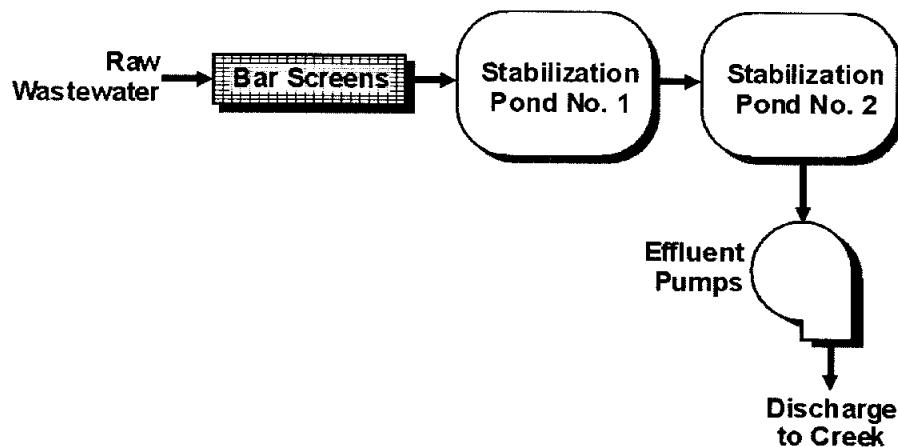 Raw
Wastewater
Bar Screens
Stabilization
Pond No. 1
Stabilization
Pond No. 2
Effluent
Pumps
Discharge
to Creek